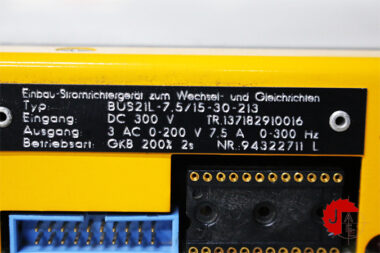 Einbau-Stromrichtergerät zum Wechsel- und Gleichrichten
Typ: BUS21L-7,5/15-30-213
Eingang: DC 300 V TR.137182910016
Ausgang: 3 AC 0-200 V 7,5 A 0-300 Hz
Betriebsart: GKB 200% 2s NR.:94322711 L